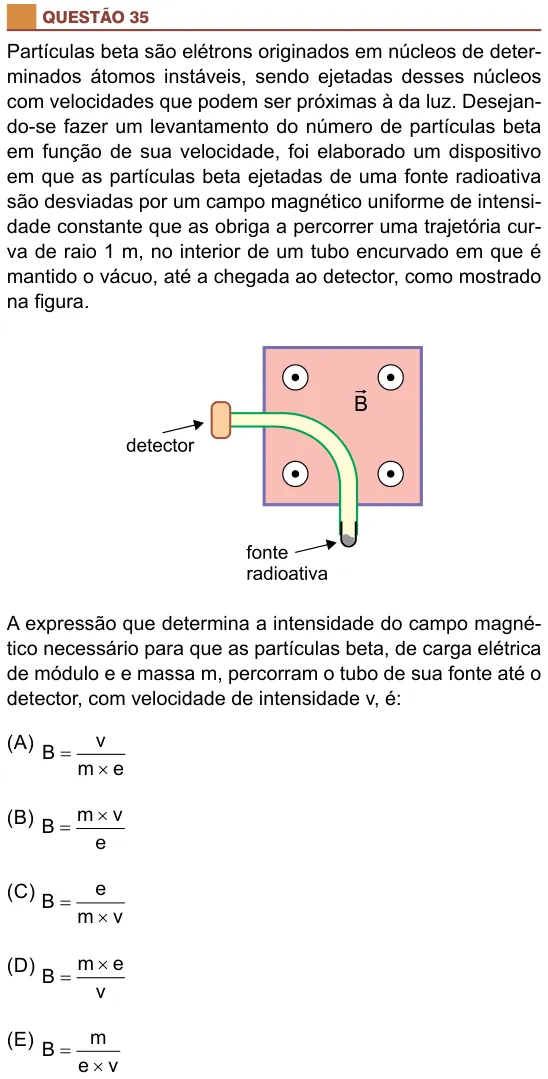 QUESTÃO 35
Partículas beta são elétrons originados em núcleos de deter-
minados átomos instáveis, sendo ejetadas desses núcleos
com velocidades que podem ser próximas à da luz. Desejan-
do-se fazer um levantamento do número de partículas beta
em função de sua velocidade, foi elaborado um dispositivo
em que as partículas beta ejetadas de uma fonte radioativa
são desviadas por um campo magnético uniforme de intensi-
dade constante que as obriga a percorrer uma trajetória cur-
va de raio 1 m, no interior de um tubo encurvado em que é
mantido o vácuo, até a chegada ao detector, como mostrado
na figura.
B⃗
detector
fonte
radioativa
A expressão que determina a intensidade do campo magné-
tico necessário para que as partículas beta, de carga elétrica
de módulo e e massa m, percorram o tubo de sua fonte até o
detector, com velocidade de intensidade v, é:
(A) B = v / m × e
(B) B = m × v / e
(C) B = e / m × v
(D) B = m × e / v
(E) B = m / e × v